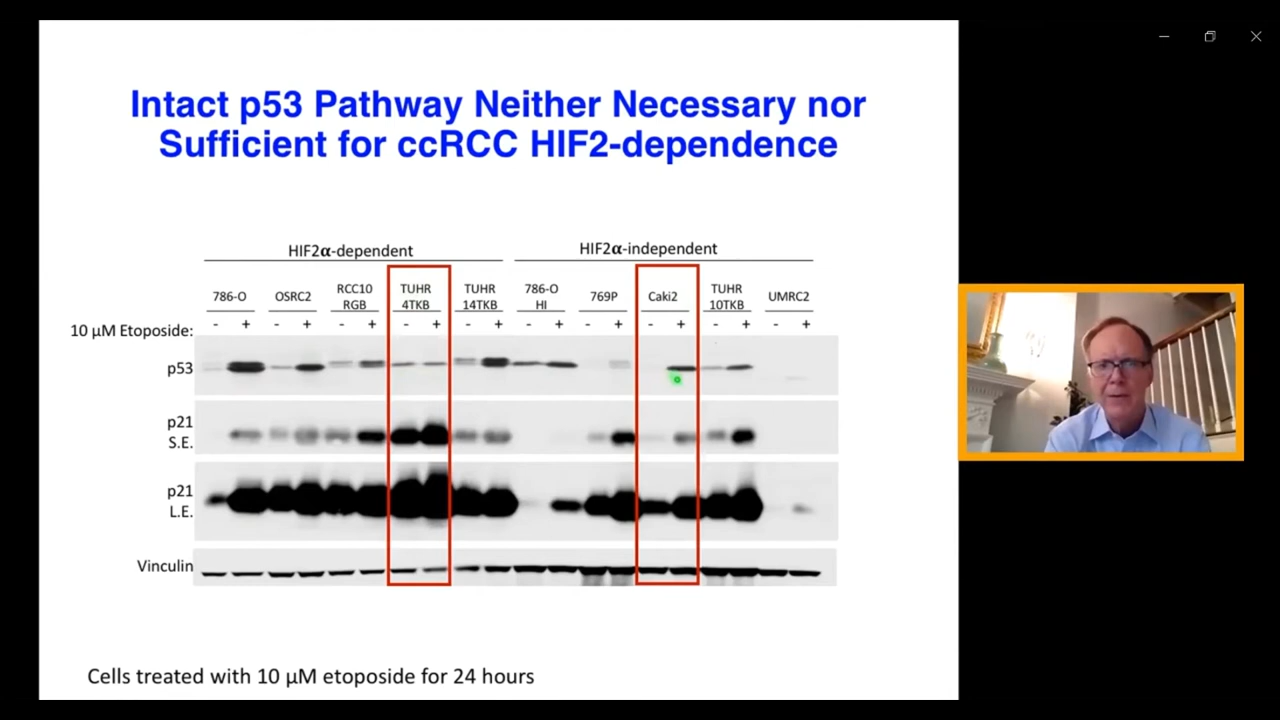 Intact p53 Pathway Neither Necessary nor
Sufficient for ccRCC HIF2-dependence
HIF2α-dependent HIF2α-independent
786-O OSRC2 RCC10 RGB TUHR 4TKB TUHR 14TKB 786-O HI 769P Caki2 TUHR 10TKB UMRC2
10 µM Etoposide: - + - + - + - + - + - + - + - + - + - +
p53
p21
S.E.
p21
L.E.
Vinculin
Cells treated with 10 µM etoposide for 24 hours